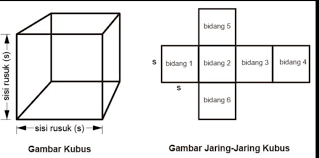 sisi rusuk (s)
sisi rusuk (s)
Gambar Kubus
bidang 5
s
bidang 1
bidang 2
bidang 3
bidang 4
s
bidang 6
Gambar Jaring-Jaring Kubus